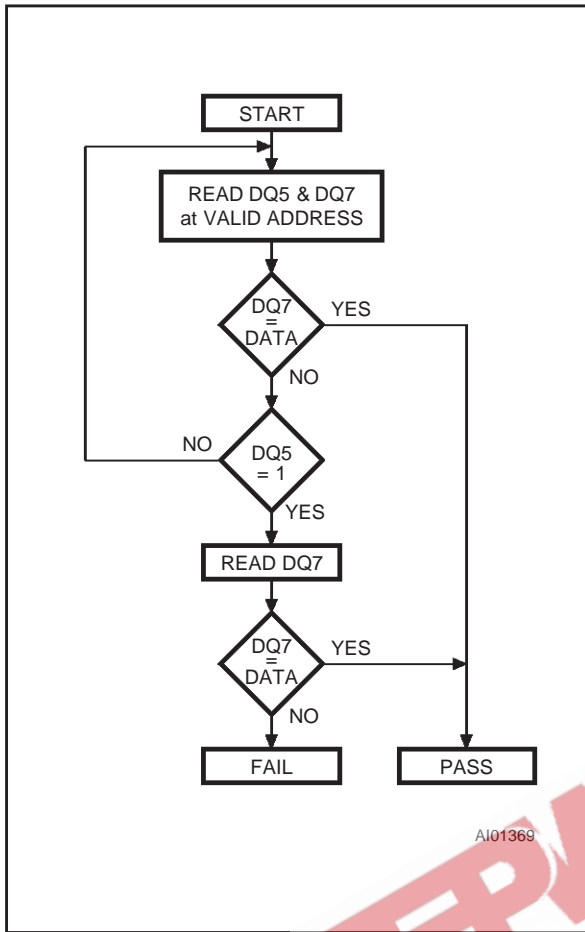 START
READ DQ5 & DQ7
at VALID ADDRESS
DQ7
=
DATA
YES
NO
NO
DQ5
= 1
YES
READ DQ7
DQ7
=
DATA
YES
NO
FAIL
PASS
AI01369